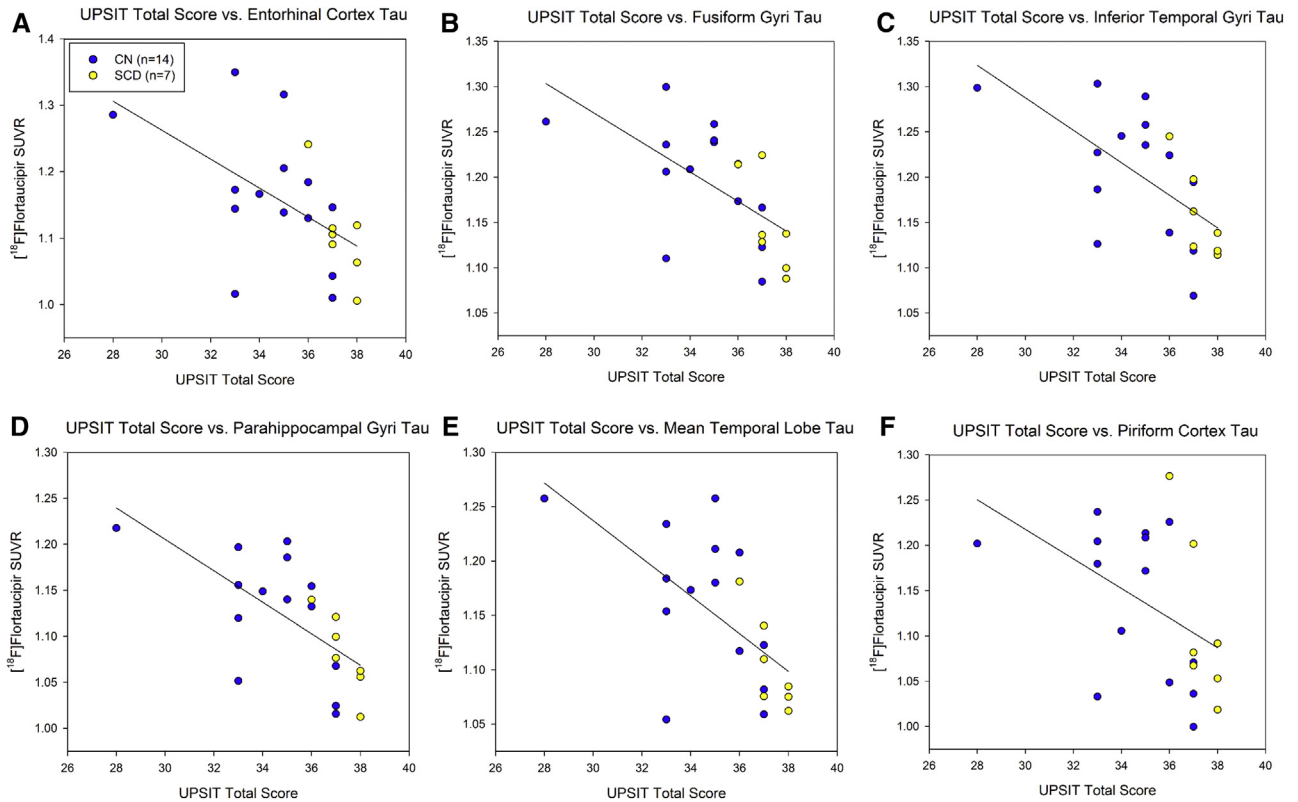 A
UPSIT Total Score vs. Entorhinal Cortex Tau
1.4
1.3
1.2
1.1
1.0
[18F]Flortaucipir SUVR
CN (n=14)
SCD (n=7)
26 28 30 32 34 36 38 40
UPSIT Total Score
B
UPSIT Total Score vs. Fusiform Gyri Tau
1.35
1.30
1.25
1.20
1.15
1.10
1.05
[18F]Flortaucipir SUVR
26 28 30 32 34 36 38 40
UPSIT Total Score
C
UPSIT Total Score vs. Inferior Temporal Gyri Tau
1.35
1.30
1.25
1.20
1.15
1.10
1.05
[18F]Flortaucipir SUVR
26 28 30 32 34 36 38 40
UPSIT Total Score
D
UPSIT Total Score vs. Parahippocampal Gyri Tau
1.30
1.25
1.20
1.15
1.10
1.05
1.00
[18F]Flortaucipir SUVR
26 28 30 32 34 36 38 40
UPSIT Total Score
E
UPSIT Total Score vs. Mean Temporal Lobe Tau
1.30
1.25
1.20
1.15
1.10
1.05
[18F]Flortaucipir SUVR
26 28 30 32 34 36 38 40
UPSIT Total Score
F
UPSIT Total Score vs. Piriform Cortex Tau
1.30
1.25
1.20
1.15
1.10
1.05
1.00
[18F]Flortaucipir SUVR
26 28 30 32 34 36 38 40
UPSIT Total Score